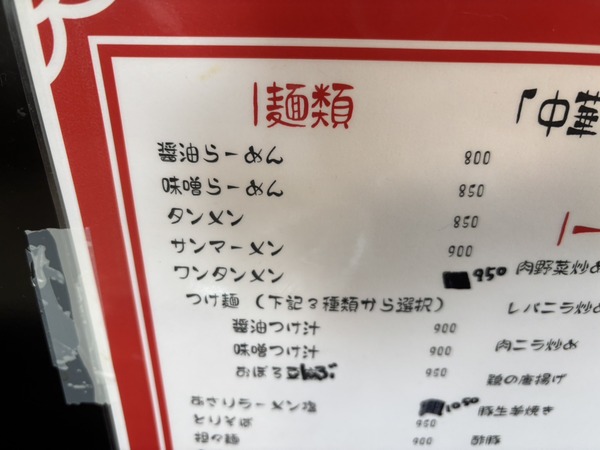 麺類
醤油らーめん 800
味噌らーめん 850
タンメン 850
サンマーメン 900
ワンタンメン 950
つけ麺（下記3種類から選択）
醤油つけ汁 900
味噌つけ汁 900
おぼろ 950
あさりラーメン塩 1050
とりそば 950
担々麺 900
「中華
肉野菜炒め
レバニラ炒め
肉ニラ炒め
鶏の唐揚げ
豚生姜焼き
酢豚